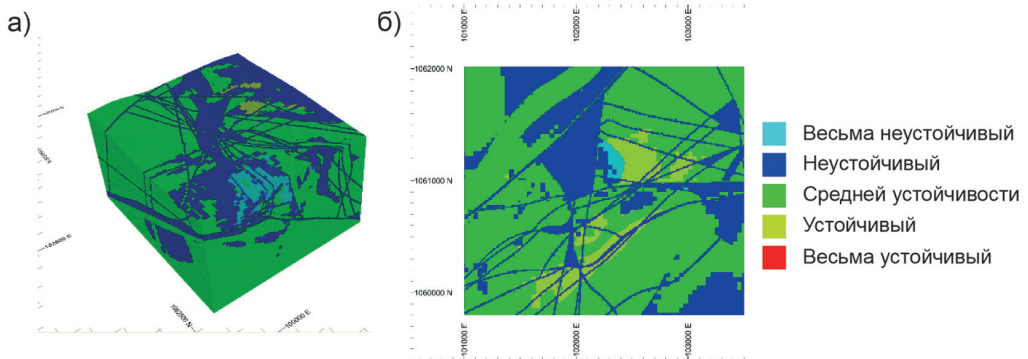 а)
б)
101000 E
102000 E
103000 E
1062000 N
1061000 N
1060000 N
101000 E
102000 E
103000 E
Весьма неустойчивый
Неустойчивый
Средней устойчивости
Устойчивый
Весьма устойчивый